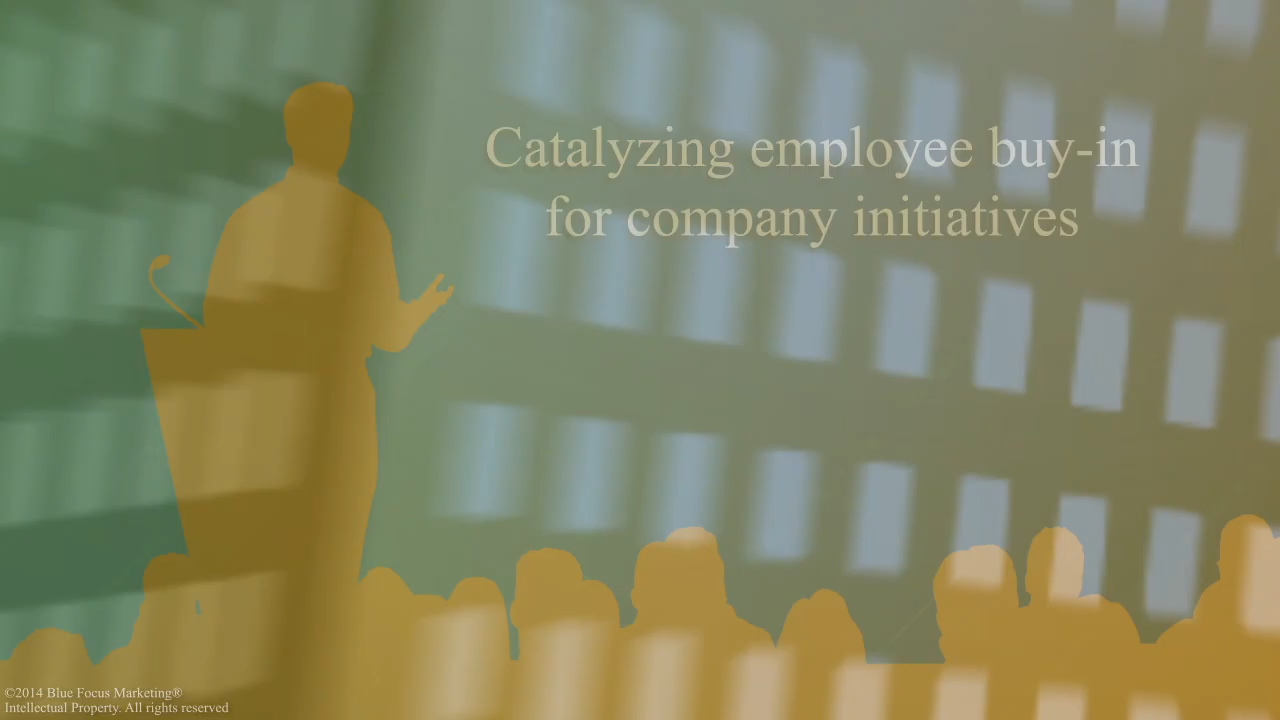 Catalyzing employee buy-in
for company initiatives
©2014 Blue Focus Marketing®
Intellectual Property. All rights reserved